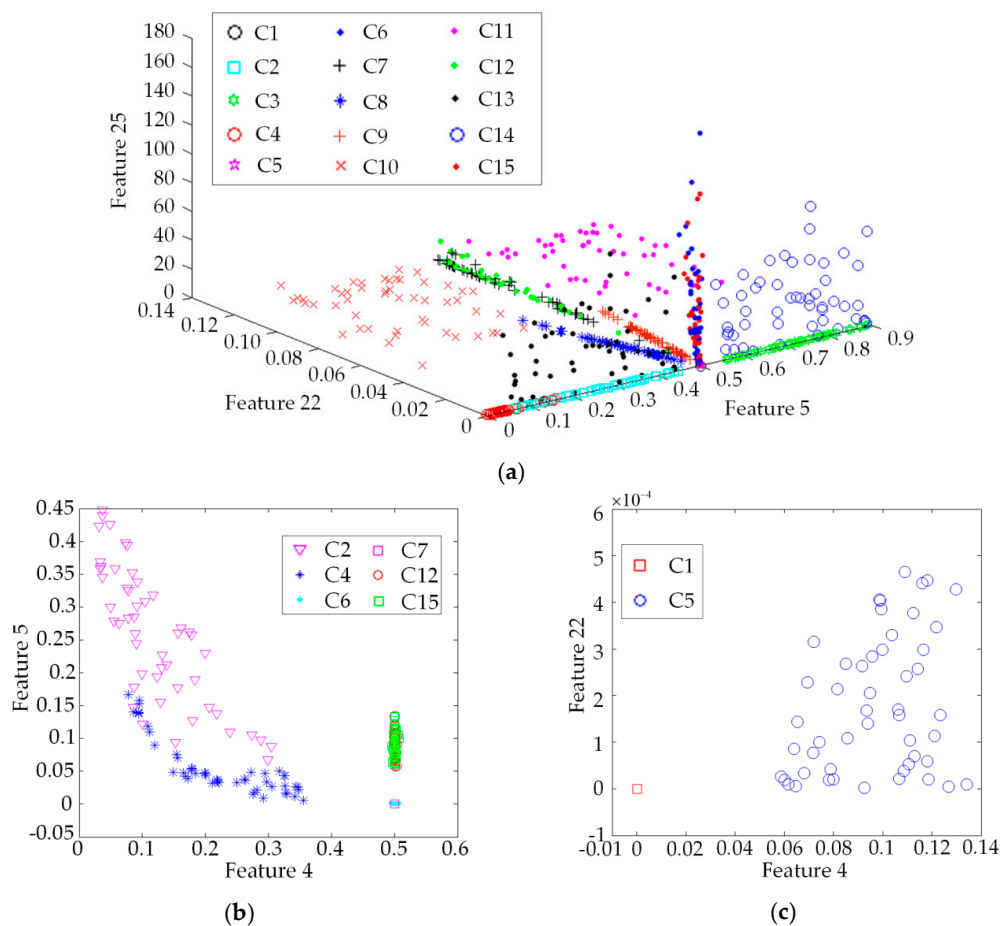 180
160
140
120
100
80
60
40
20
0
Feature 25
C1 C6 C11
C2 C7 C12
C3 C8 C13
C4 C9 C14
C5 C10 C15
0.14
0.12
0.10
0.08
0.06
0.04
0.02
0
Feature 22
0 0.1 0.2 0.3 0.4 0.5 0.6 0.7 0.8 0.9
Feature 5
(a)
0.45
0.4
0.35
0.3
0.25
0.2
0.15
0.1
0.05
0
-0.05
Feature 5
C2 C7
C4 C12
C6 C15
0 0.1 0.2 0.3 0.4 0.5 0.6
Feature 4
(b)
×10⁻⁴
6
5
4
3
2
1
0
-1
Feature 22
C1
C5
-0.01 0 0.02 0.04 0.06 0.08 0.1 0.12 0.14
Feature 4
(c)